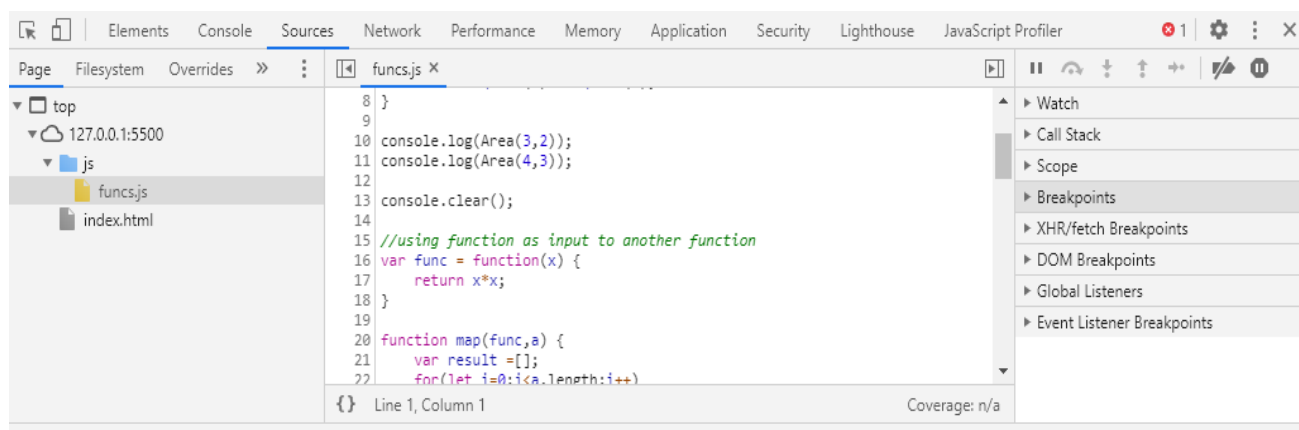 Elements Console Sources Network Performance Memory Application Security Lighthouse JavaScript Profiler 1
Page Filesystem Overrides »
top
127.0.0.1:5500
js
funcs.js
index.html
funcs.js ×
8 }
9
10 console.log(Area(3,2));
11 console.log(Area(4,3));
12
13 console.clear();
14
15 //using function as input to another function
16 var func = function(x) {
17     return x*x;
18 }
19
20 function map(func,a) {
21     var result =[];
22     for(let i=0;i<a.length;i++)
{} Line 1, Column 1 Coverage: n/a
Watch
Call Stack
Scope
Breakpoints
XHR/fetch Breakpoints
DOM Breakpoints
Global Listeners
Event Listener Breakpoints